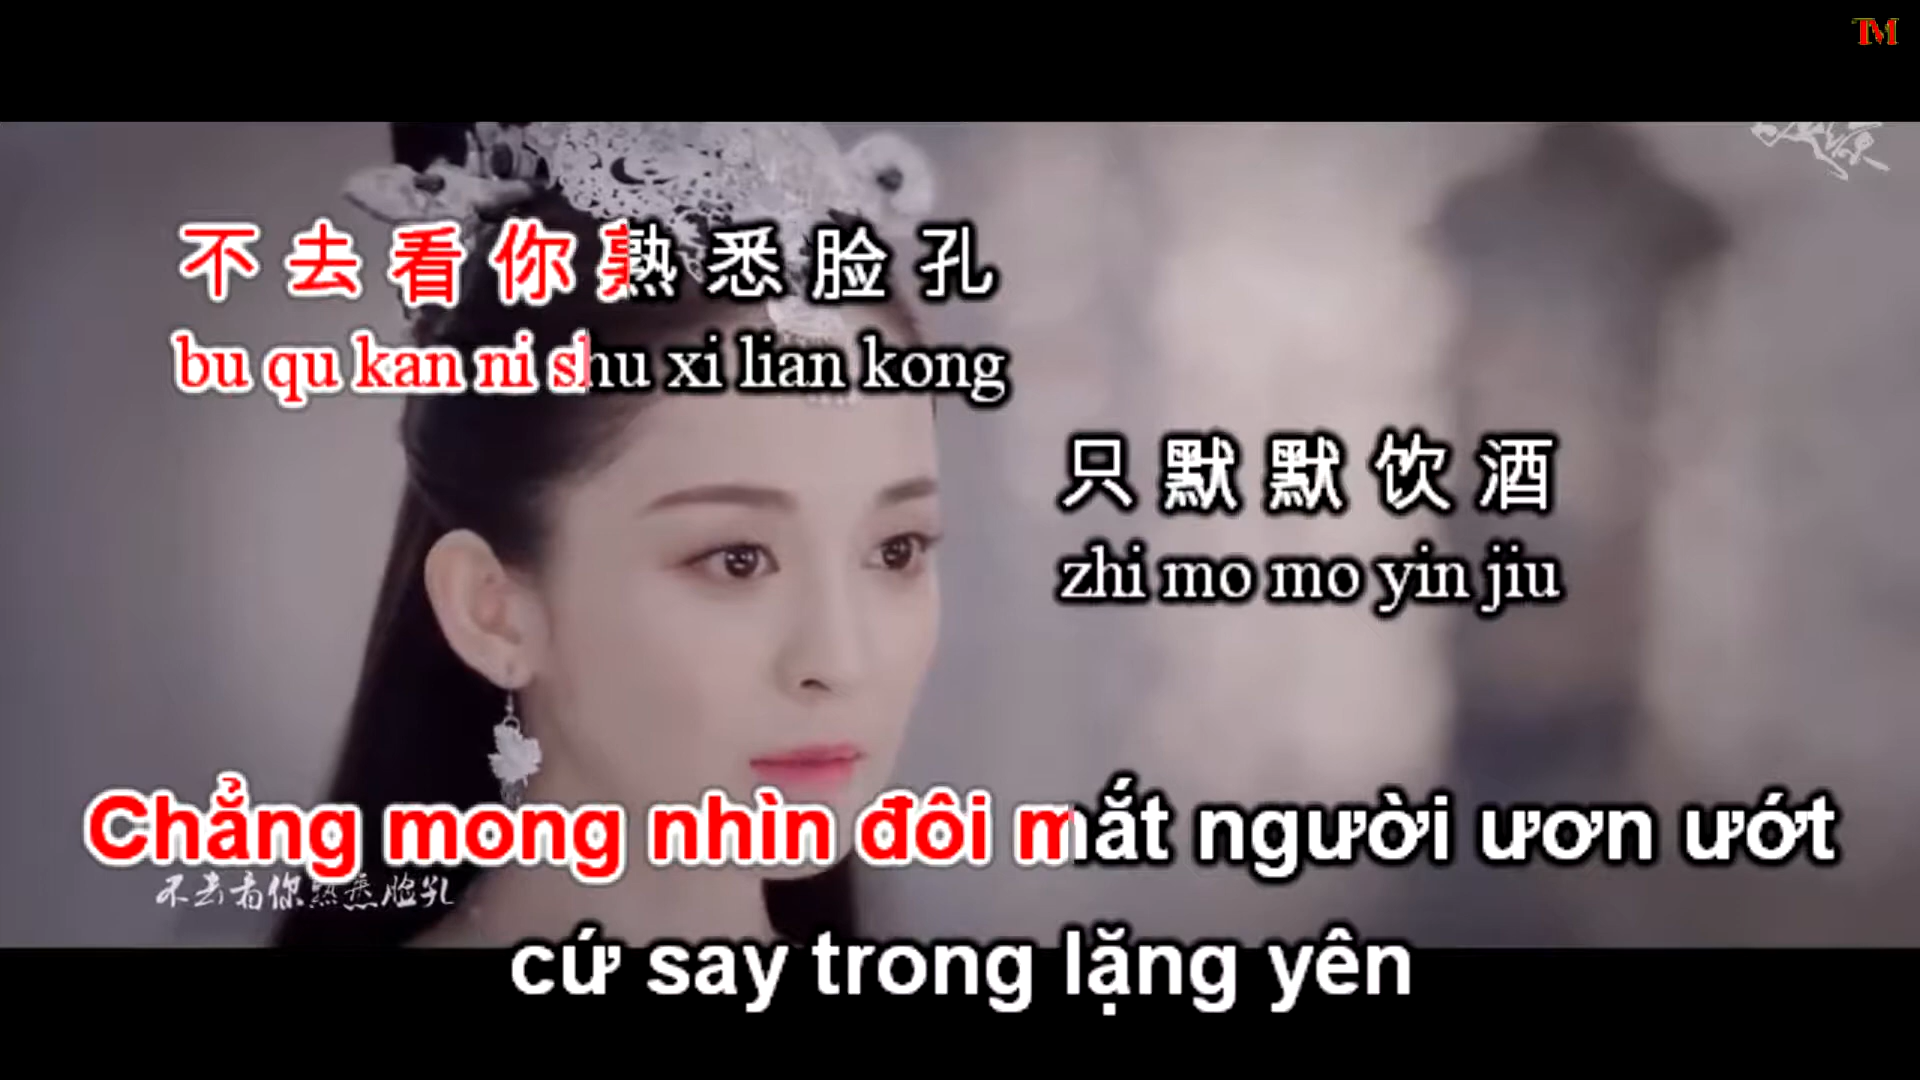 TM
不去看你熟悉脸孔
bu qu kan ni shu xi lian kong
只默默饮酒
zhi mo mo yin jiu
Chẳng mong nhìn đôi mắt người ươn ướt
不去看你熟悉脸孔
cứ say trong lặng yên